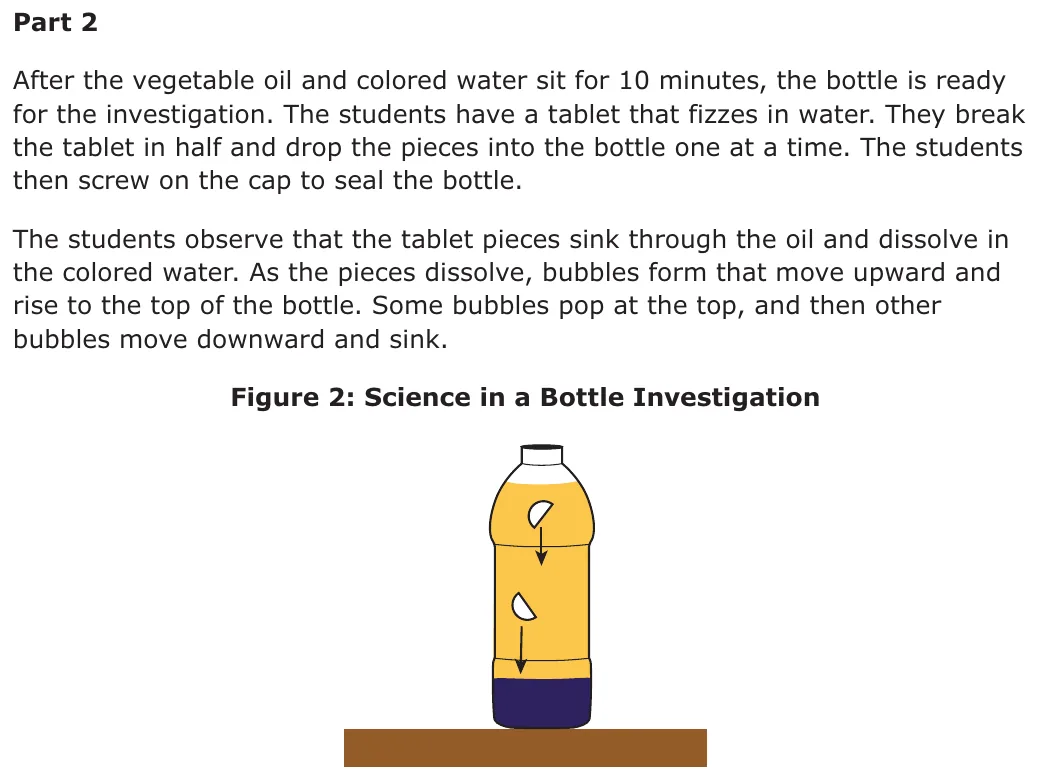 Part 2
After the vegetable oil and colored water sit for 10 minutes, the bottle is ready
for the investigation. The students have a tablet that fizzes in water. They break
the tablet in half and drop the pieces into the bottle one at a time. The students
then screw on the cap to seal the bottle.
The students observe that the tablet pieces sink through the oil and dissolve in
the colored water. As the pieces dissolve, bubbles form that move upward and
rise to the top of the bottle. Some bubbles pop at the top, and then other
bubbles move downward and sink.
Figure 2: Science in a Bottle Investigation